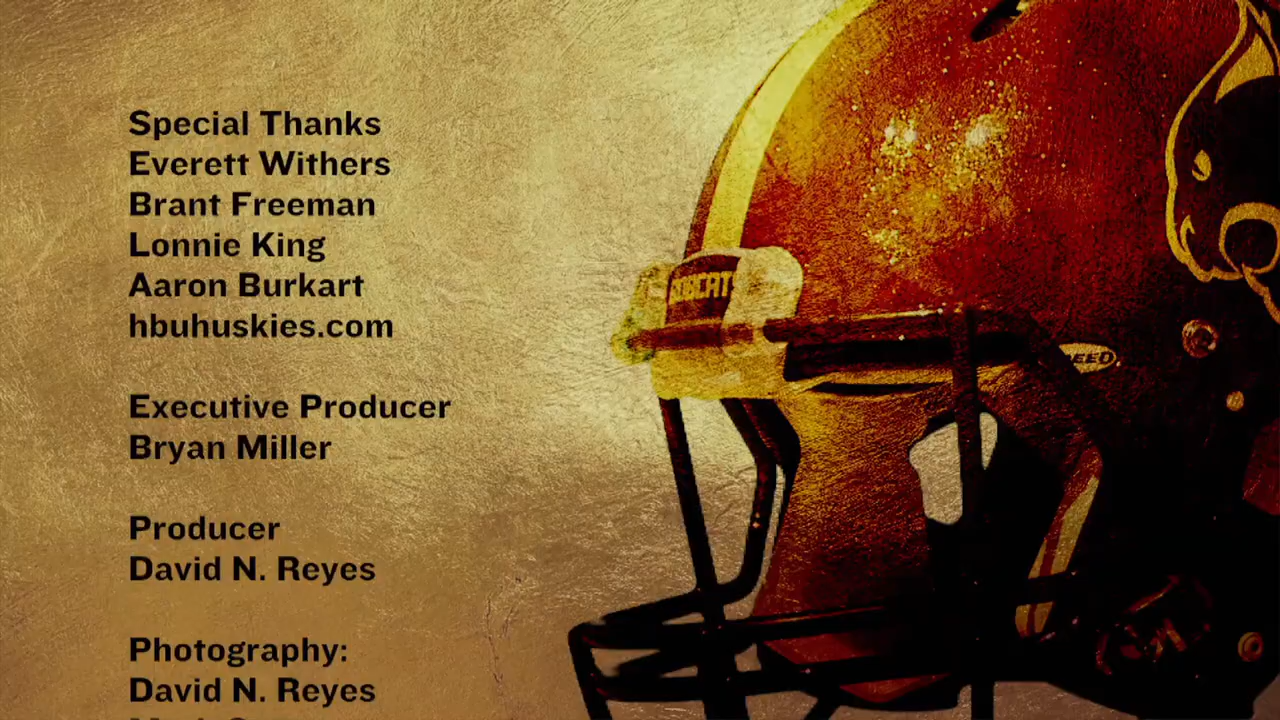 Special Thanks
Everett Withers
Brant Freeman
Lonnie King
Aaron Burkart
hbuhuskies.com
Executive Producer
Bryan Miller
Producer
David N. Reyes
Photography:
David N. Reyes
BOBCATS